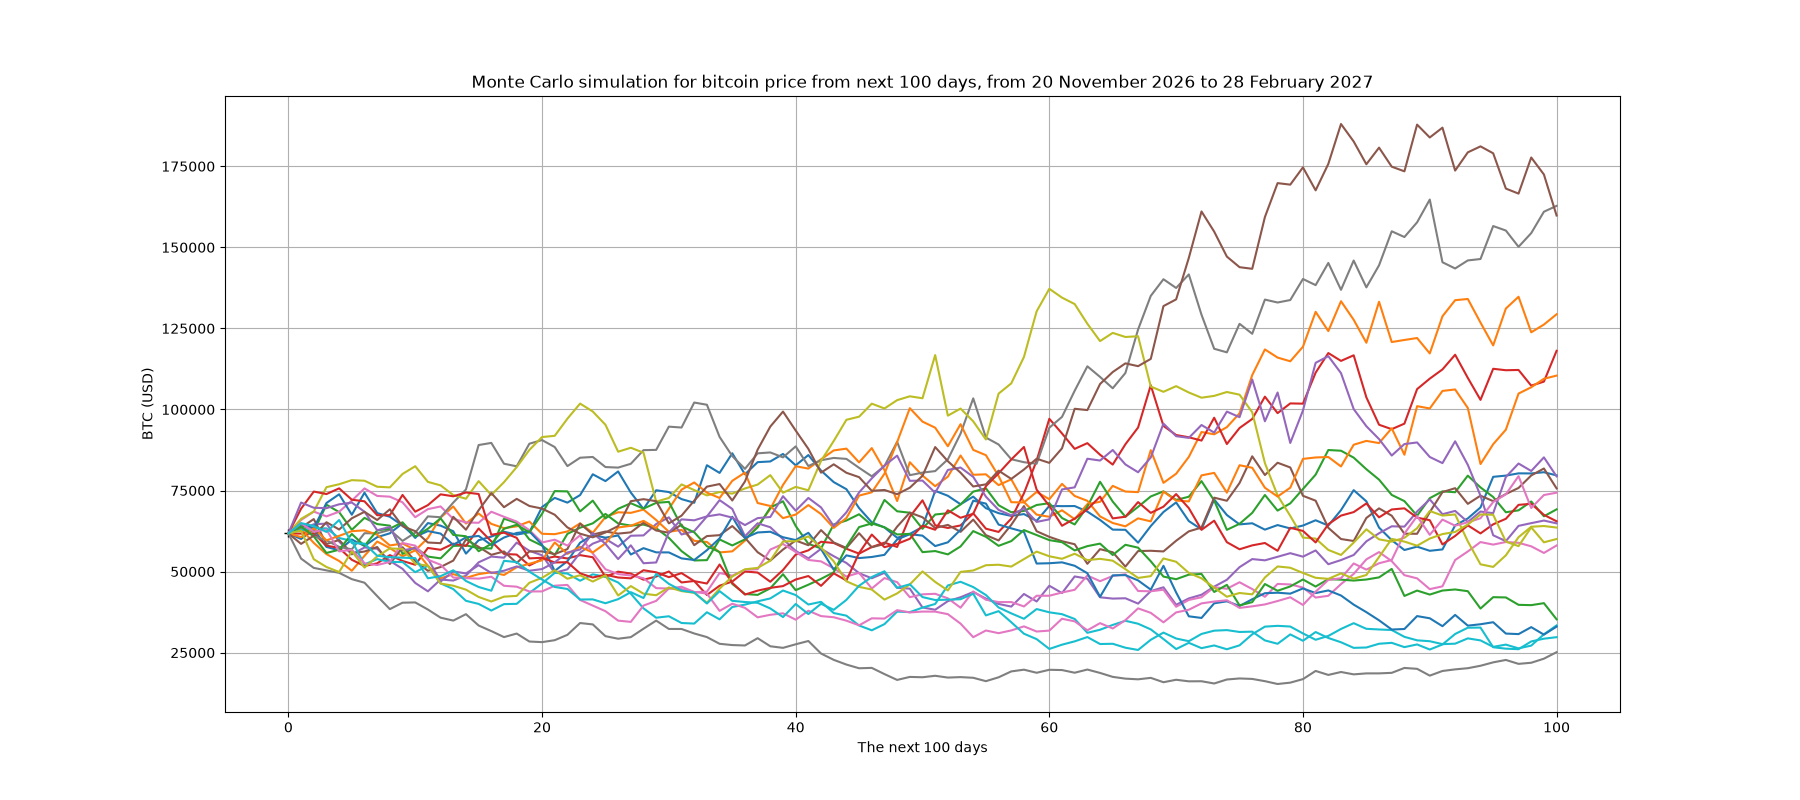 Monte Carlo simulation for bitcoin price from next 100 days, from 20 November 2026 to 28 February 2027
BTC (USD)
175000
150000
125000
100000
75000
50000
25000
0 20 40 60 80 100
The next 100 days